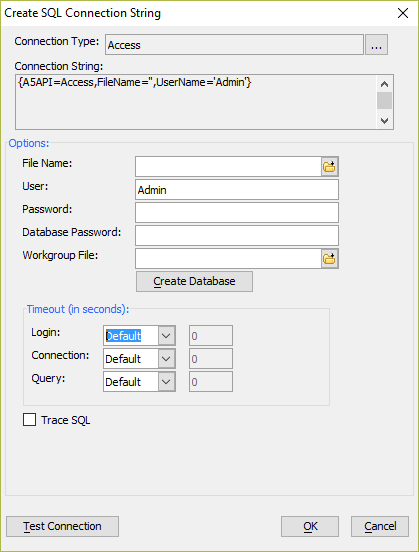 Create SQL Connection String
Connection Type: Access ...
Connection String:
{A5API=Access,FileName='',UserName='Admin'}
Options:
File Name:
User: Admin
Password:
Database Password:
Workgroup File:
Create Database
Timeout (in seconds):
Login: Default 0
Connection: Default 0
Query: Default 0
Trace SQL
Test Connection OK Cancel